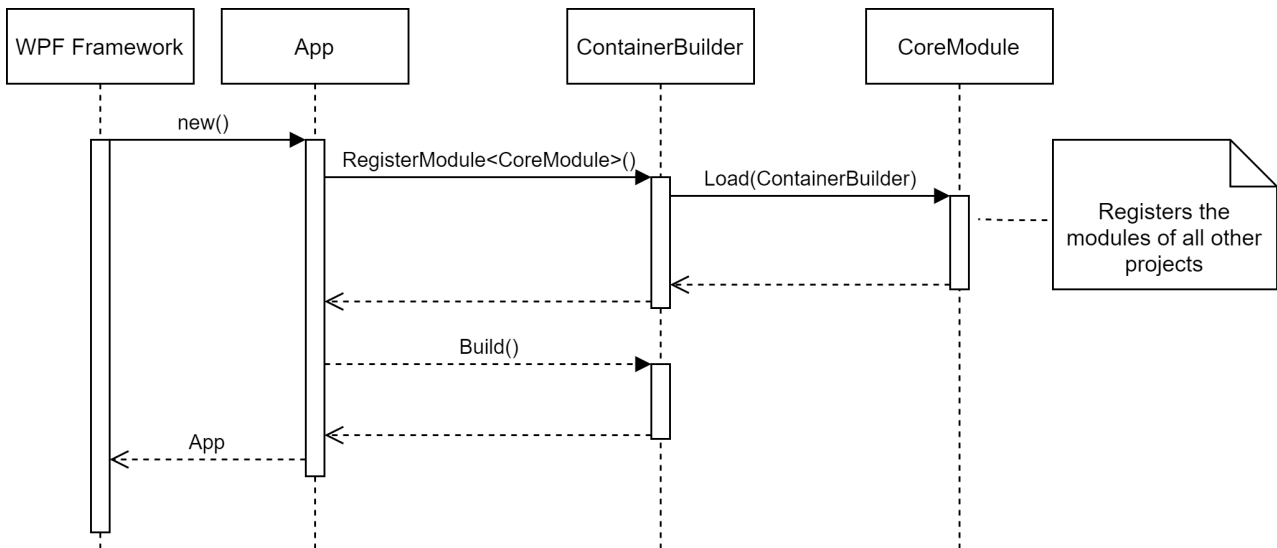 WPF Framework
App
ContainerBuilder
CoreModule
new()
RegisterModule<CoreModule>()
Load(ContainerBuilder)
Registers the
modules of all other
projects
Build()
App